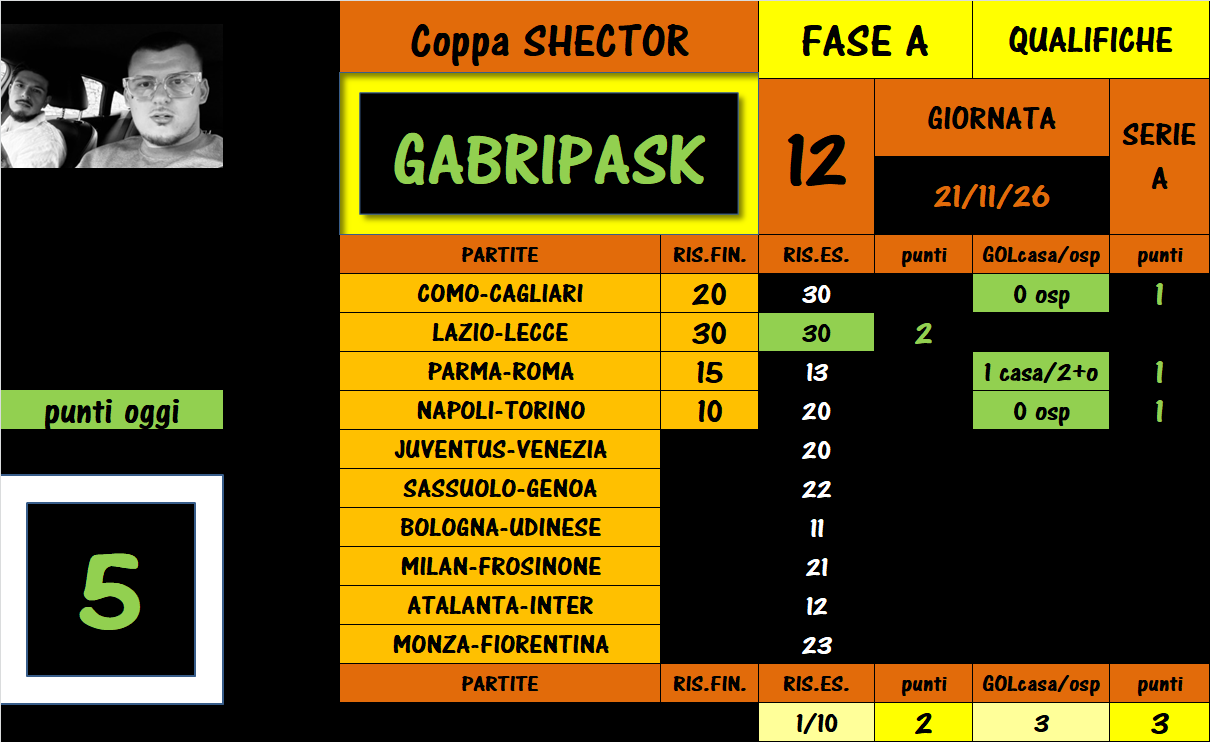 Coppa SHECTOR FASE A QUALIFICHE
GABRIPASK 12 GIORNATA SERIE A
21/11/26
PARTITE RIS.FIN. RIS.ES. punti GOLcasa/osp punti
COMO-CAGLIARI 20 30 0 osp 1
LAZIO-LECCE 30 30 2
PARMA-ROMA 15 13 1 casa/2+o 1
punti oggi
NAPOLI-TORINO 10 20 0 osp 1
JUVENTUS-VENEZIA 20
SASSUOLO-GENOA 22
BOLOGNA-UDINESE 11
5
MILAN-FROSINONE 21
ATALANTA-INTER 12
MONZA-FIORENTINA 23
PARTITE RIS.FIN. RIS.ES. punti GOLcasa/osp punti
1/10 2 3 3